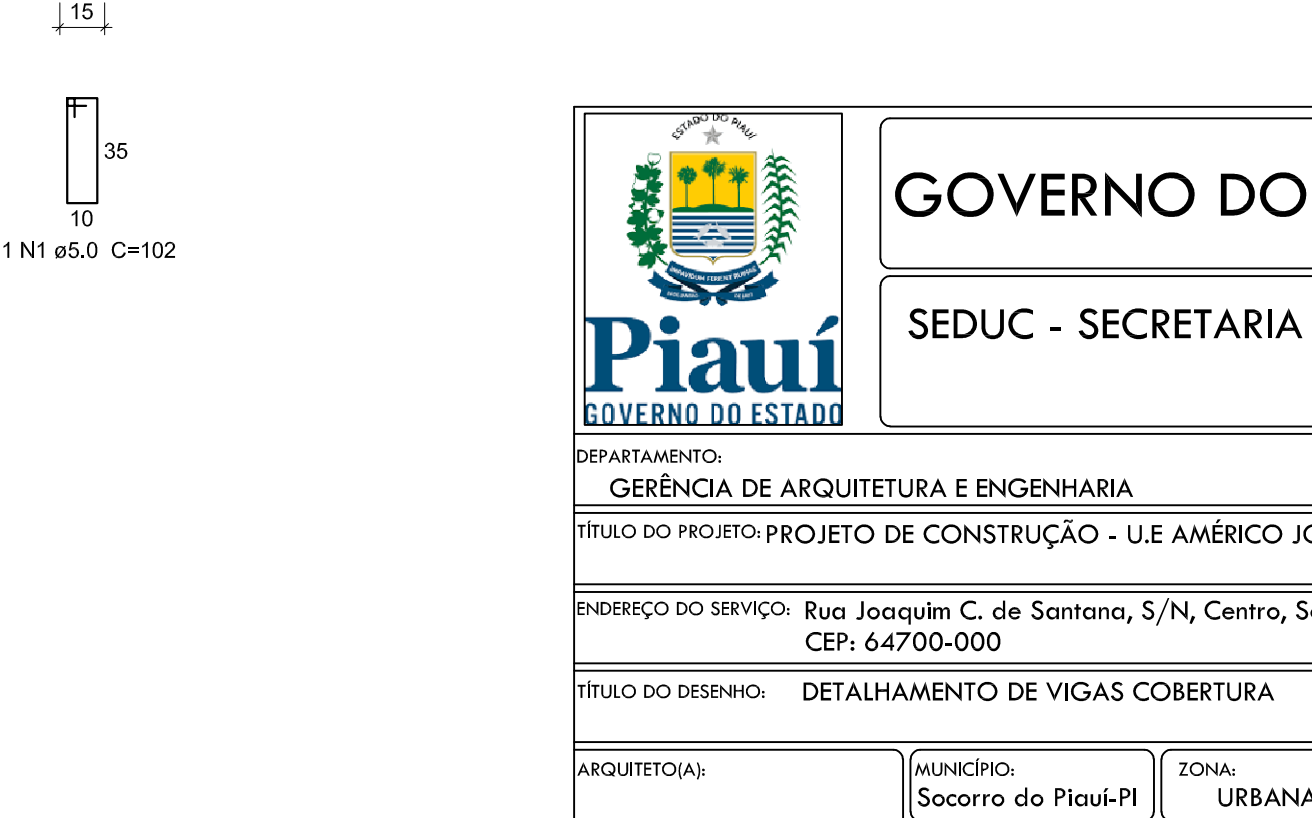 15
35
10
1 N1 ø5.0 C=102
ESTADO DO PIAUÍ
IMPAVIDUM FERIENT RUINAE
Piauí
GOVERNO DO ESTADO
GOVERNO DO
SEDUC - SECRETARIA
DEPARTAMENTO:
GERÊNCIA DE ARQUITETURA E ENGENHARIA
TÍTULO DO PROJETO: PROJETO DE CONSTRUÇÃO - U.E AMÉRICO
ENDEREÇO DO SERVIÇO: Rua Joaquim C. de Santana, S/N, Centro,
CEP: 64700-000
TÍTULO DO DESENHO: DETALHAMENTO DE VIGAS COBERTURA
ARQUITETO(A):
MUNICÍPIO:
Socorro do Piauí-PI
ZONA:
URBANA